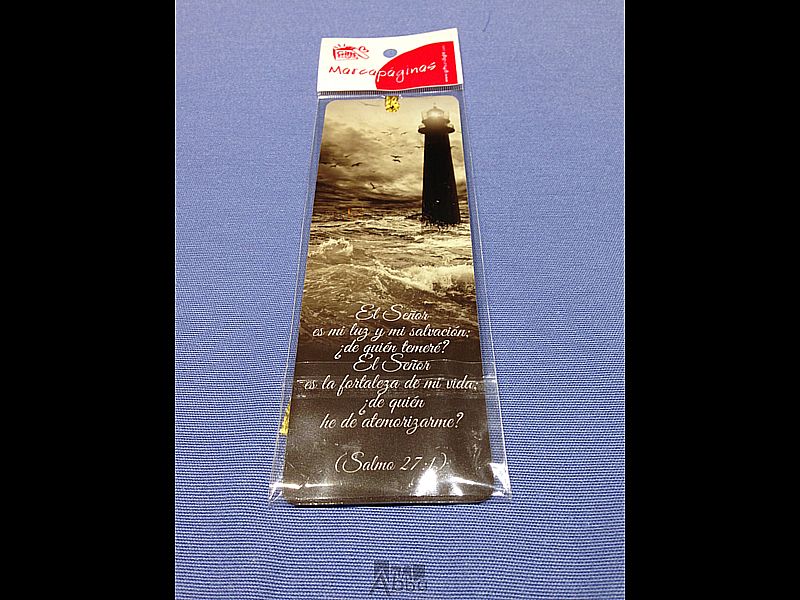 Marcapáginas
El Señor
es mi luz y mi salvación;
¿de quién temeré?
El Señor
es la fortaleza de mi vida;
¿de quién
he de atemorizarme?
(Salmo 27:1)